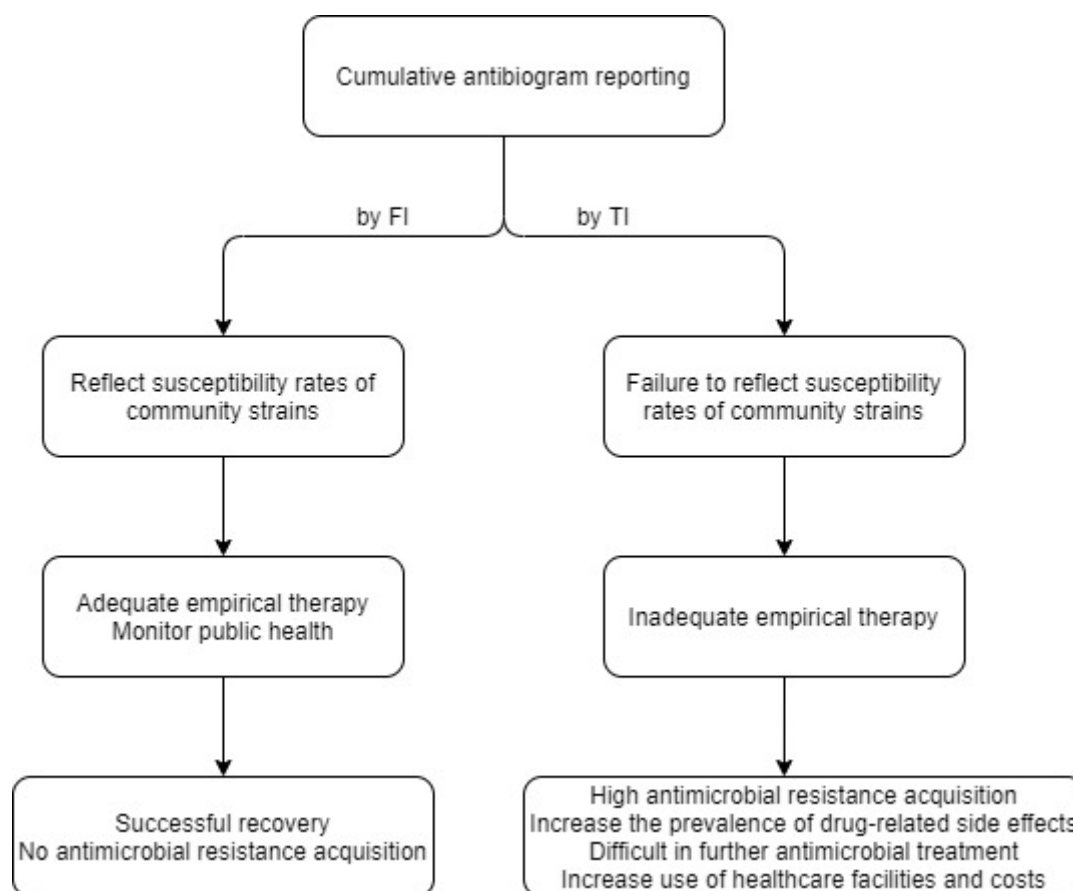 Cumulative antibiogram reporting
by FI
by TI
Reflect susceptibility rates of
community strains
Failure to reflect susceptibility
rates of community strains
Adequate empirical therapy
Monitor public health
Inadequate empirical therapy
Successful recovery
No antimicrobial resistance acquisition
High antimicrobial resistance acquisition
Increase the prevalence of drug-related side effects
Difficult in further antimicrobial treatment
Increase use of healthcare facilities and costs